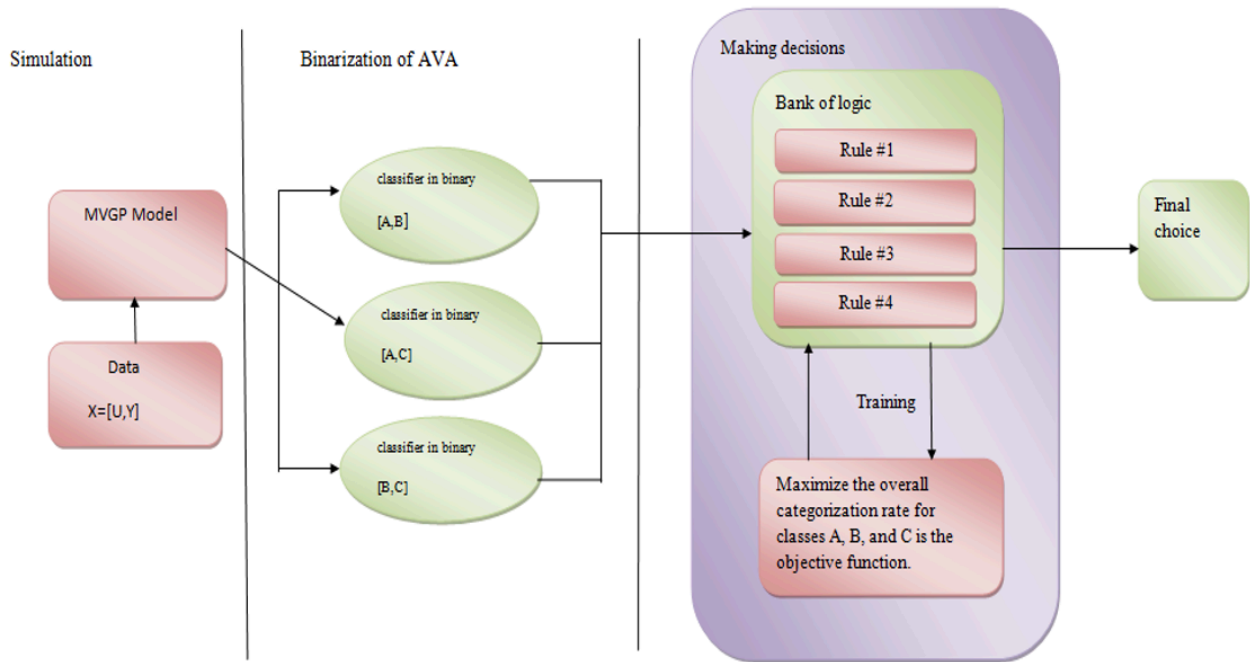 Simulation
Binarization of AVA
Making decisions
MVGP Model
Data
X=[U,Y]
classifier in binary
[A,B]
classifier in binary
[A,C]
classifier in binary
[B,C]
Bank of logic
Rule #1
Rule #2
Rule #3
Rule #4
Training
Maximize the overall
categorization rate for
classes A, B, and C is the
objective function.
Final
choice